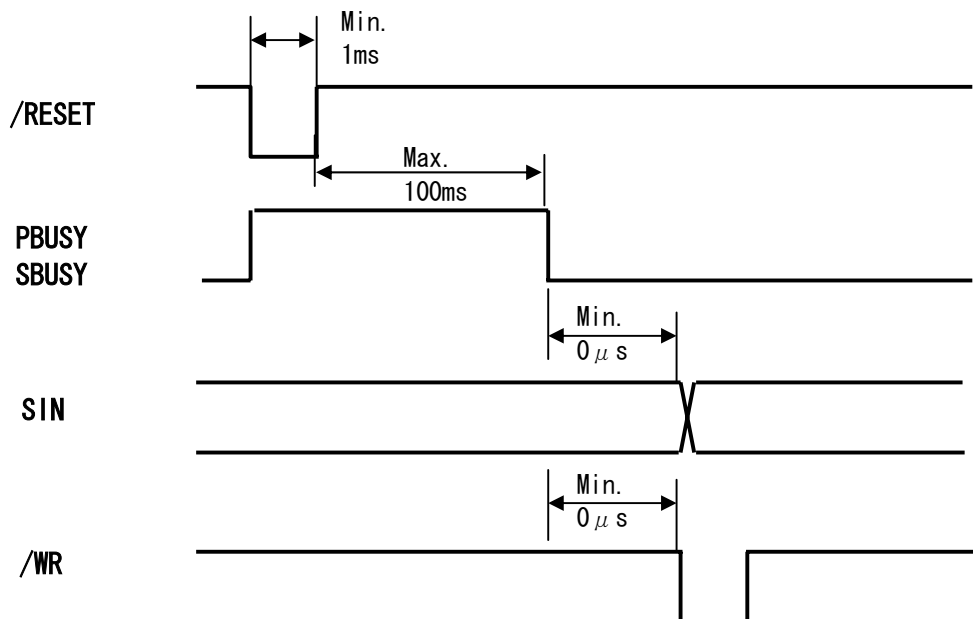 Min.
1ms
/RESET
Max.
100ms
PBUSY
SBUSY
Min.
0μs
SIN
Min.
0μs
/WR